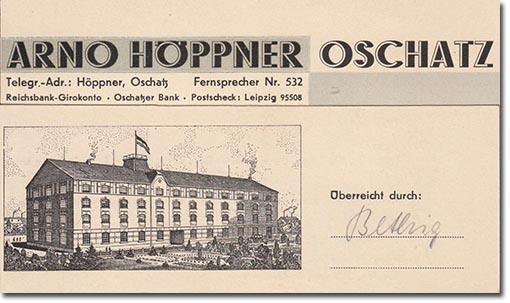 ARNO HÖPPNER OSCHATZ
Telegr.-Adr.: Höppner, Oschatz Fernsprecher Nr. 532
Reichsbank-Girokonto · Oschatzer Bank · Postscheck: Leipzig 95508
Überreicht durch: